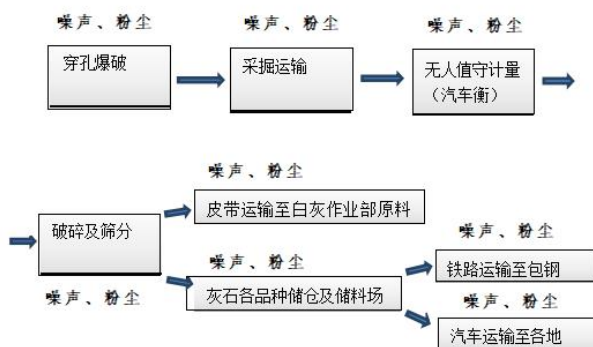 噪声、粉尘
噪声、粉尘
噪声、粉尘
穿孔爆破
采掘运输
无人值守计量
（汽车衡）
噪声、粉尘
皮带运输至白灰作业部原料
破碎及筛分
噪声、粉尘
噪声、粉尘
灰石各品种储仓及储料场
噪声、粉尘
铁路运输至包钢
噪声、粉尘
汽车运输至各地